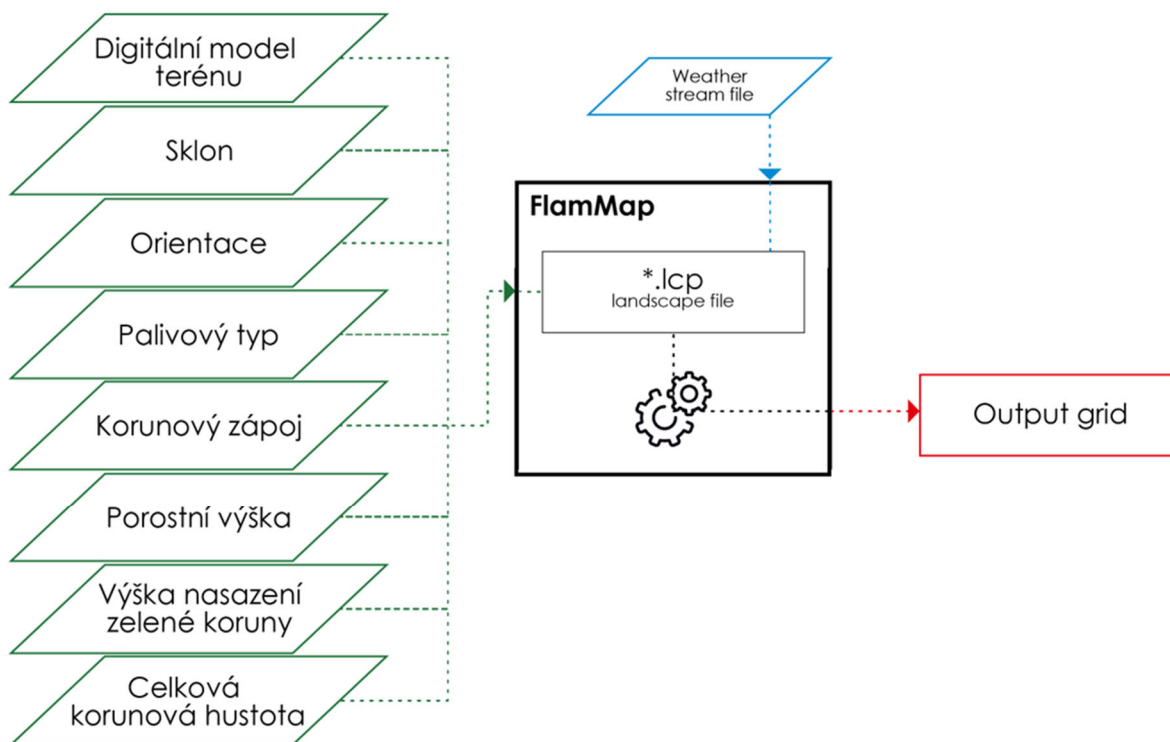 Digitální model
terénu
Sklon
Orientace
Palivový typ
Korunový zápoj
Porostní výška
Výška nasazení
zelené koruny
Celková
korunová hustota
Weather
stream file
FlamMap
*.lcp
landscape file
Output grid